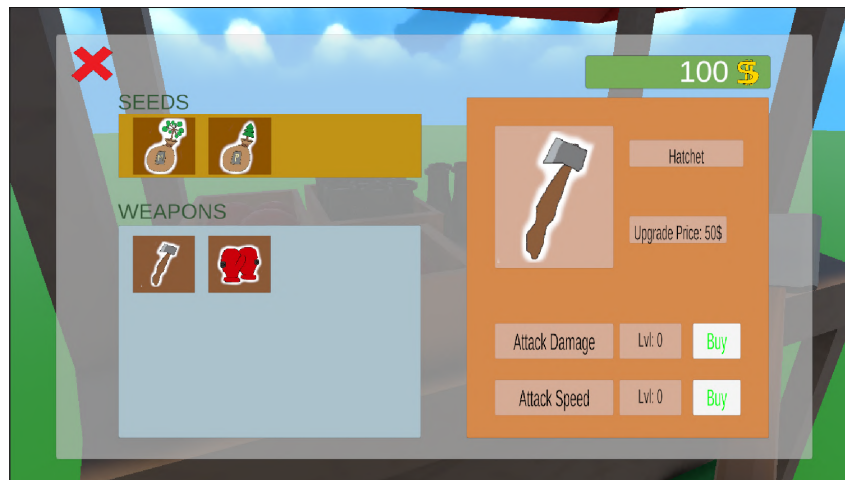 100 $
SEEDS
WEAPONS
Hatchet
Upgrade Price: 50$
Attack Damage
Lvl: 0
Buy
Attack Speed
Lvl: 0
Buy